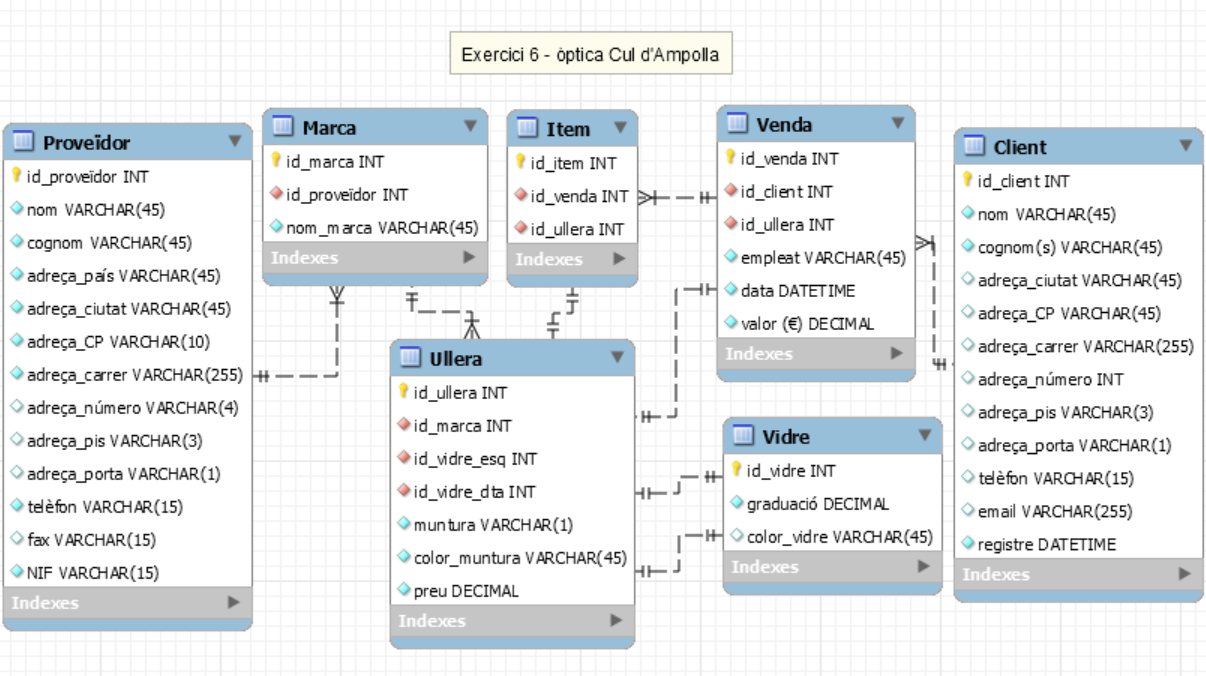 Exercici 6 - òptica Cul d'Ampolla
Proveïdor
id_proveïdor INT
nom VARCHAR(45)
cognom VARCHAR(45)
adreça_país VARCHAR(45)
adreça_ciutat VARCHAR(45)
adreça_CP VARCHAR(10)
adreça_carrer VARCHAR(255)
adreça_número VARCHAR(4)
adreça_pis VARCHAR(3)
adreça_porta VARCHAR(1)
telèfon VARCHAR(15)
fax VARCHAR(15)
NIF VARCHAR(15)
Indexes
Marca
id_marca INT
id_proveïdor INT
nom_marca VARCHAR(45)
Indexes
Item
id_item INT
id_venda INT
id_ullera INT
Indexes
Ullera
id_ullera INT
id_marca INT
id_vidre_esq INT
id_vidre_dta INT
muntura VARCHAR(1)
color_muntura VARCHAR(45)
preu DECIMAL
Indexes
Venda
id_venda INT
id_client INT
id_ullera INT
empleat VARCHAR(45)
data DATETIME
valor (€) DECIMAL
Indexes
Vidre
id_vidre INT
graduació DECIMAL
color_vidre VARCHAR(45)
Indexes
Client
id_client INT
nom VARCHAR(45)
cognom(s) VARCHAR(45)
adreça_ciutat VARCHAR(45)
adreça_CP VARCHAR(45)
adreça_carrer VARCHAR(255)
adreça_número INT
adreça_pis VARCHAR(3)
adreça_porta VARCHAR(1)
telèfon VARCHAR(15)
email VARCHAR(255)
registre DATETIME
Indexes